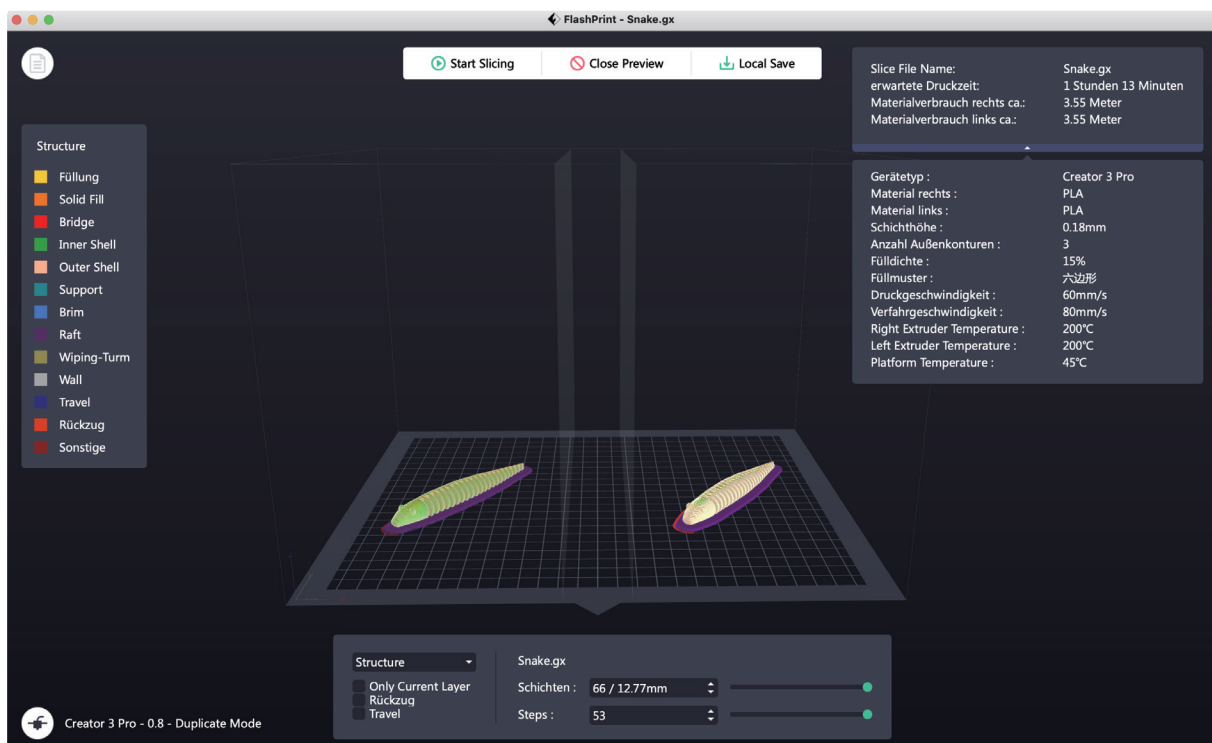 FlashPrint - Snake.gx
Start Slicing
Close Preview
Local Save
Slice File Name: Snake.gx
erwartete Druckzeit: 1 Stunden 13 Minuten
Materialverbrauch rechts ca.: 3.55 Meter
Materialverbrauch links ca.: 3.55 Meter
Gerätetyp : Creator 3 Pro
Material rechts : PLA
Material links : PLA
Schichthöhe : 0.18mm
Anzahl Außenkonturen : 3
Fülldichte : 15%
Füllmuster : 六边形
Druckgeschwindigkeit : 60mm/s
Verfahrgeschwindigkeit : 80mm/s
Right Extruder Temperature : 200℃
Left Extruder Temperature : 200℃
Platform Temperature : 45℃
Structure
Füllung
Solid Fill
Bridge
Inner Shell
Outer Shell
Support
Brim
Raft
Wiping-Turm
Wall
Travel
Rückzug
Sonstige
Structure
Only Current Layer
Rückzug
Travel
Snake.gx
Schichten : 66 / 12.77mm
Steps : 53
Creator 3 Pro - 0.8 - Duplicate Mode